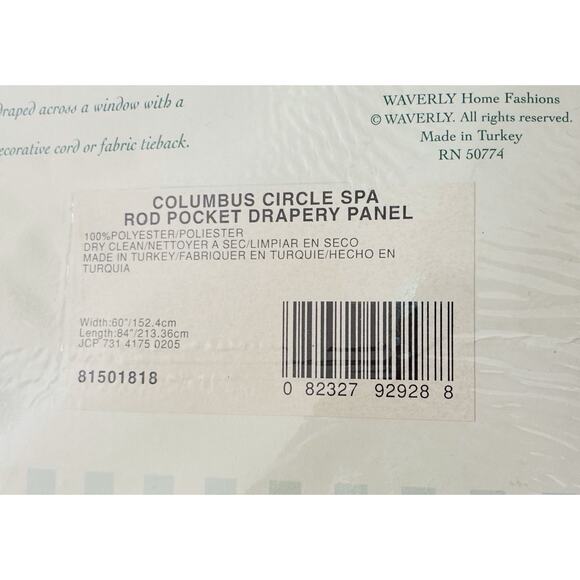 draped across a window with a
decorative cord or fabric tieback.
WAVERLY Home Fashions
© WAVERLY. All rights reserved.
Made in Turkey
RN 50774
COLUMBUS CIRCLE SPA
ROD POCKET DRAPERY PANEL
100%POLYESTER/POLIESTER
DRY CLEAN/NETTOYER A SEC/LIMPIAR EN SECO
MADE IN TURKEY/FABRIQUER EN TURQUIE/HECHO EN
TURQUIA
Width:60"/152.4cm
Length:84"/213.36cm
JCP 731 4175 0205
81501818
0 82327 92928 8